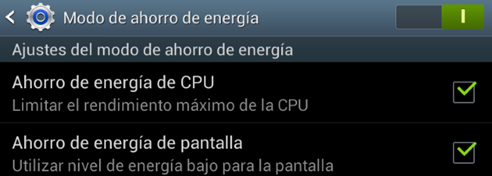 Modo de ahorro de energía
Ajustes del modo de ahorro de energía
Ahorro de energía de CPU
Limitar el rendimiento máximo de la CPU
Ahorro de energía de pantalla
Utilizar nivel de energía bajo para la pantalla